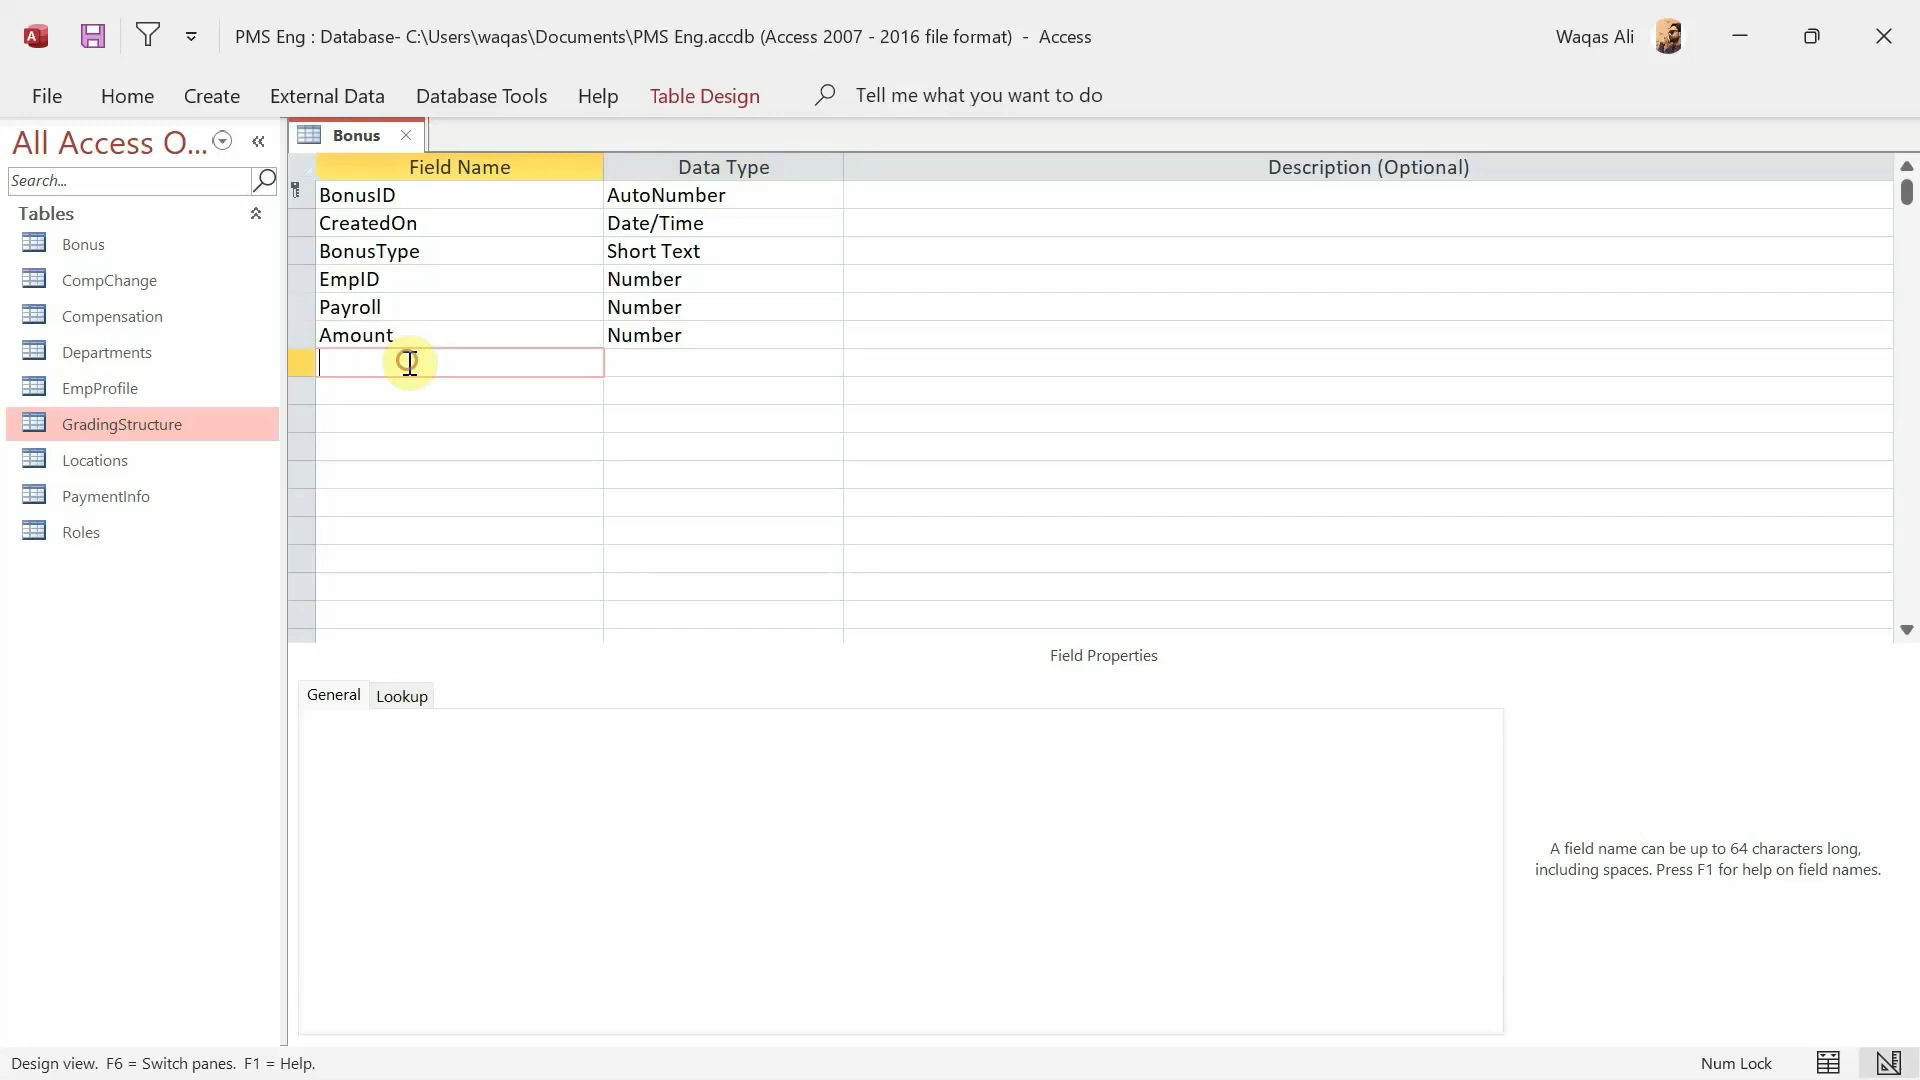 PMS Eng : Database- C:\Users\waqas\Documents\PMS Eng.accdb (Access 2007 - 2016 file format) - Access
Waqas Ali
File Home Create External Data Database Tools Help Table Design Tell me what you want to do
All Access O...
Search...
Tables
Bonus
CompChange
Compensation
Departments
EmpProfile
GradingStructure
Locations
PaymentInfo
Roles
Bonus
Field Name Data Type Description (Optional)
BonusID AutoNumber
CreatedOn Date/Time
BonusType Short Text
EmpID Number
Payroll Number
Amount Number
Field Properties
General Lookup
A field name can be up to 64 characters long,
including spaces. Press F1 for help on field names.
Design view. F6 = Switch panes. F1 = Help.
Num Lock